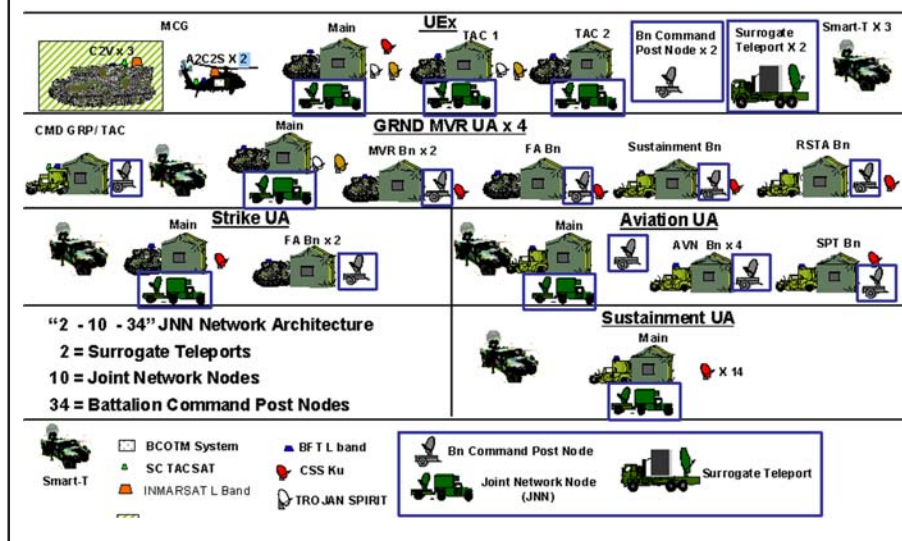 UEx
MCG
C2V x 3
A2C2S X 2
Main
TAC 1
TAC 2
Bn Command
Post Node x 2
Surrogate
Teleport X 2
Smart-T X 3
GRND MVR UA x 4
CMD GRP/ TAC
Main
MVR Bn x 2
FA Bn
Sustainment Bn
RSTA Bn
Strike UA
Main
FA Bn x 2
Aviation UA
Main
AVN Bn x 4
SPT Bn
"2 - 10 - 34" JNN Network Architecture
2 = Surrogate Teleports
10 = Joint Network Nodes
34 = Battalion Command Post Nodes
Sustainment UA
Main
X 14
Smart-T
BCOTM System
SC TACSAT
INMARSAT L Band
BFT L band
CSS Ku
TROJAN SPIRIT
Bn Command Post Node
Joint Network Node
(JNN)
Surrogate Teleport